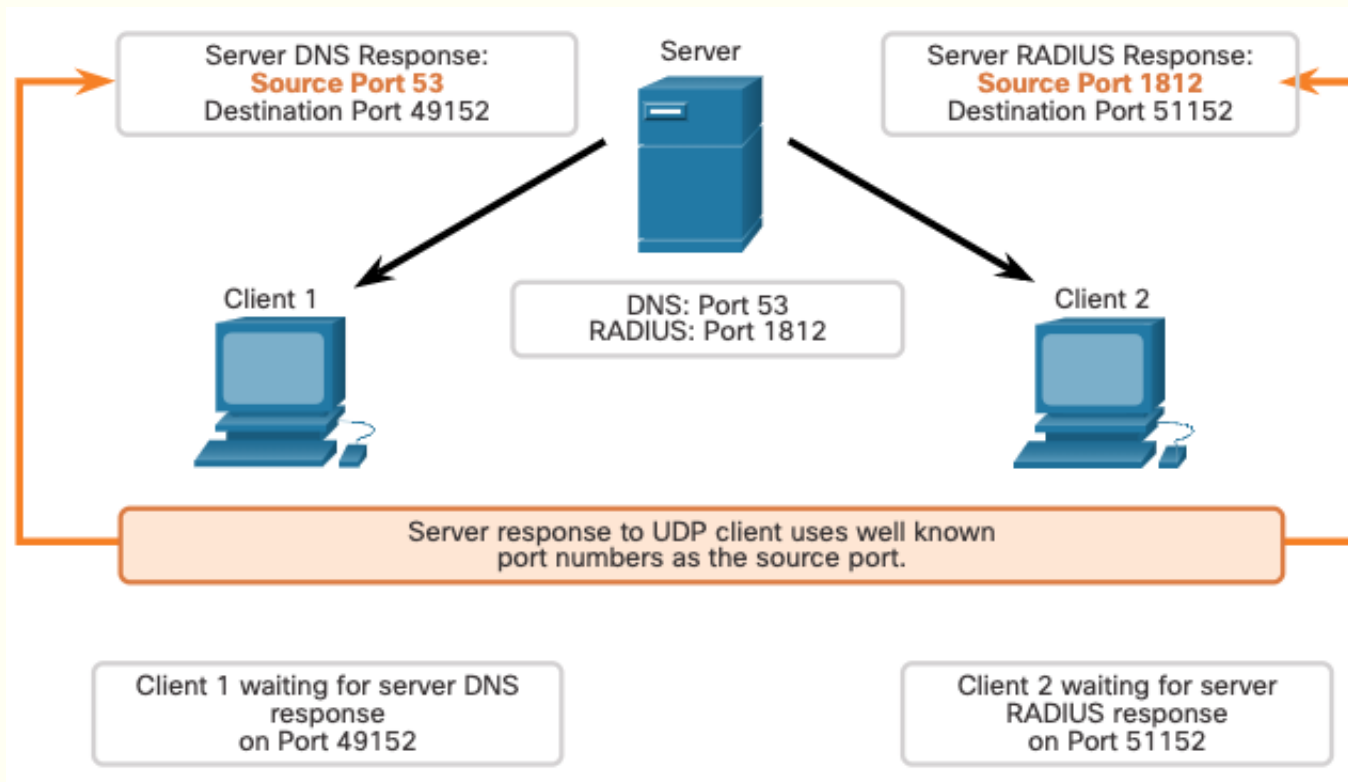 Server DNS Response:
Source Port 53
Destination Port 49152
Server
Server RADIUS Response:
Source Port 1812
Destination Port 51152
Client 1
DNS: Port 53
RADIUS: Port 1812
Client 2
Server response to UDP client uses well known
port numbers as the source port.
Client 1 waiting for server DNS
response
on Port 49152
Client 2 waiting for server
RADIUS response
on Port 51152